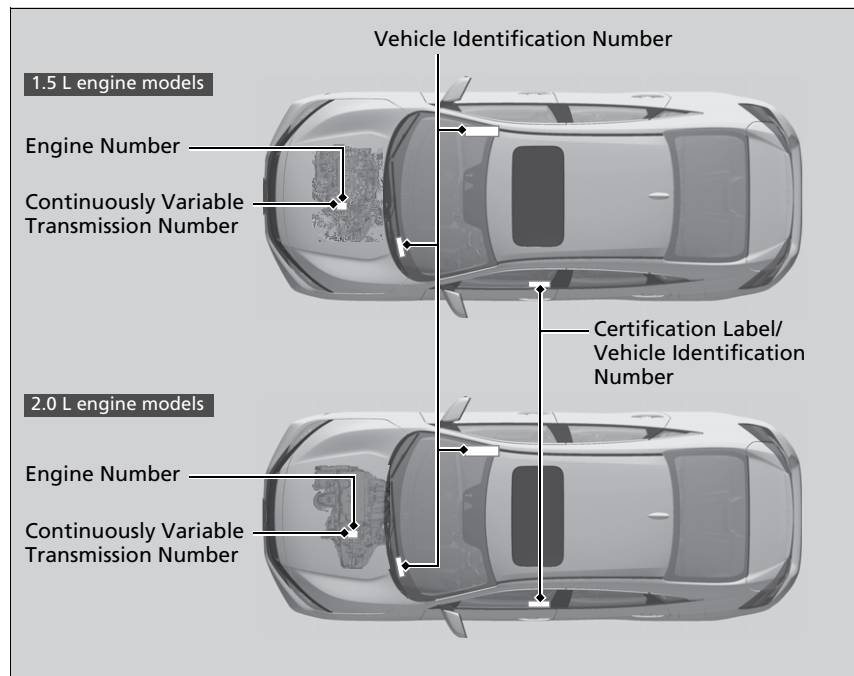 Vehicle Identification Number
1.5 L engine models
Engine Number
Continuously Variable
Transmission Number
Certification Label/
Vehicle Identification
Number
2.0 L engine models
Engine Number
Continuously Variable
Transmission Number